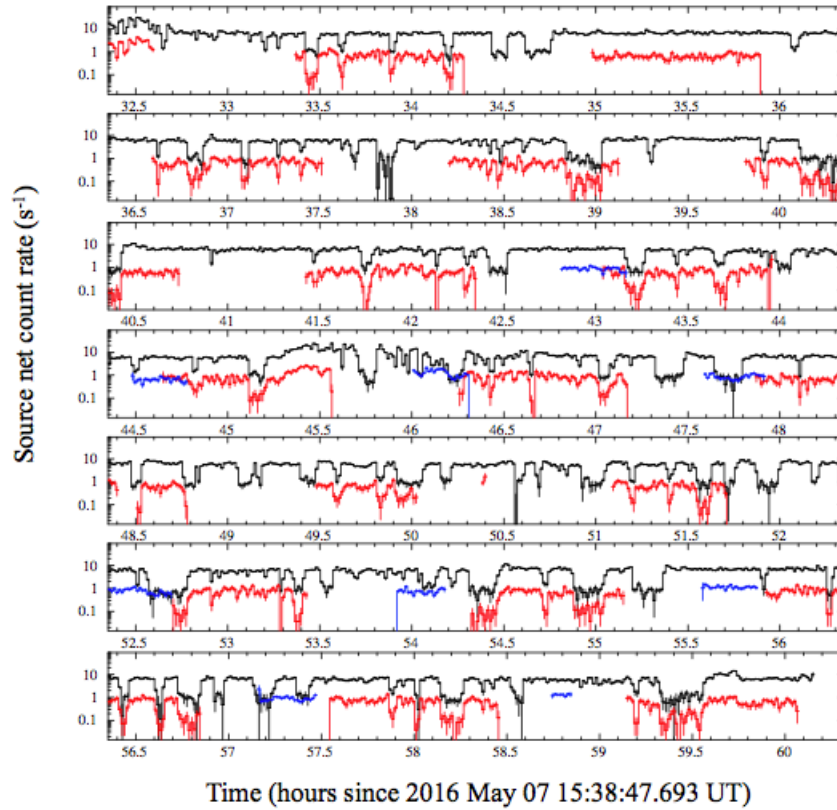 10
1
0.1
32.5 33 33.5 34 34.5 35 35.5 36
10
1
0.1
36.5 37 37.5 38 38.5 39 39.5 40
10
1
0.1
40.5 41 41.5 42 42.5 43 43.5 44
10
1
0.1
44.5 45 45.5 46 46.5 47 47.5 48
10
1
0.1
48.5 49 49.5 50 50.5 51 51.5 52
10
1
0.1
52.5 53 53.5 54 54.5 55 55.5 56
10
1
0.1
56.5 57 57.5 58 58.5 59 59.5 60
Source net count rate (s⁻¹)
Time (hours since 2016 May 07 15:38:47.693 UT)